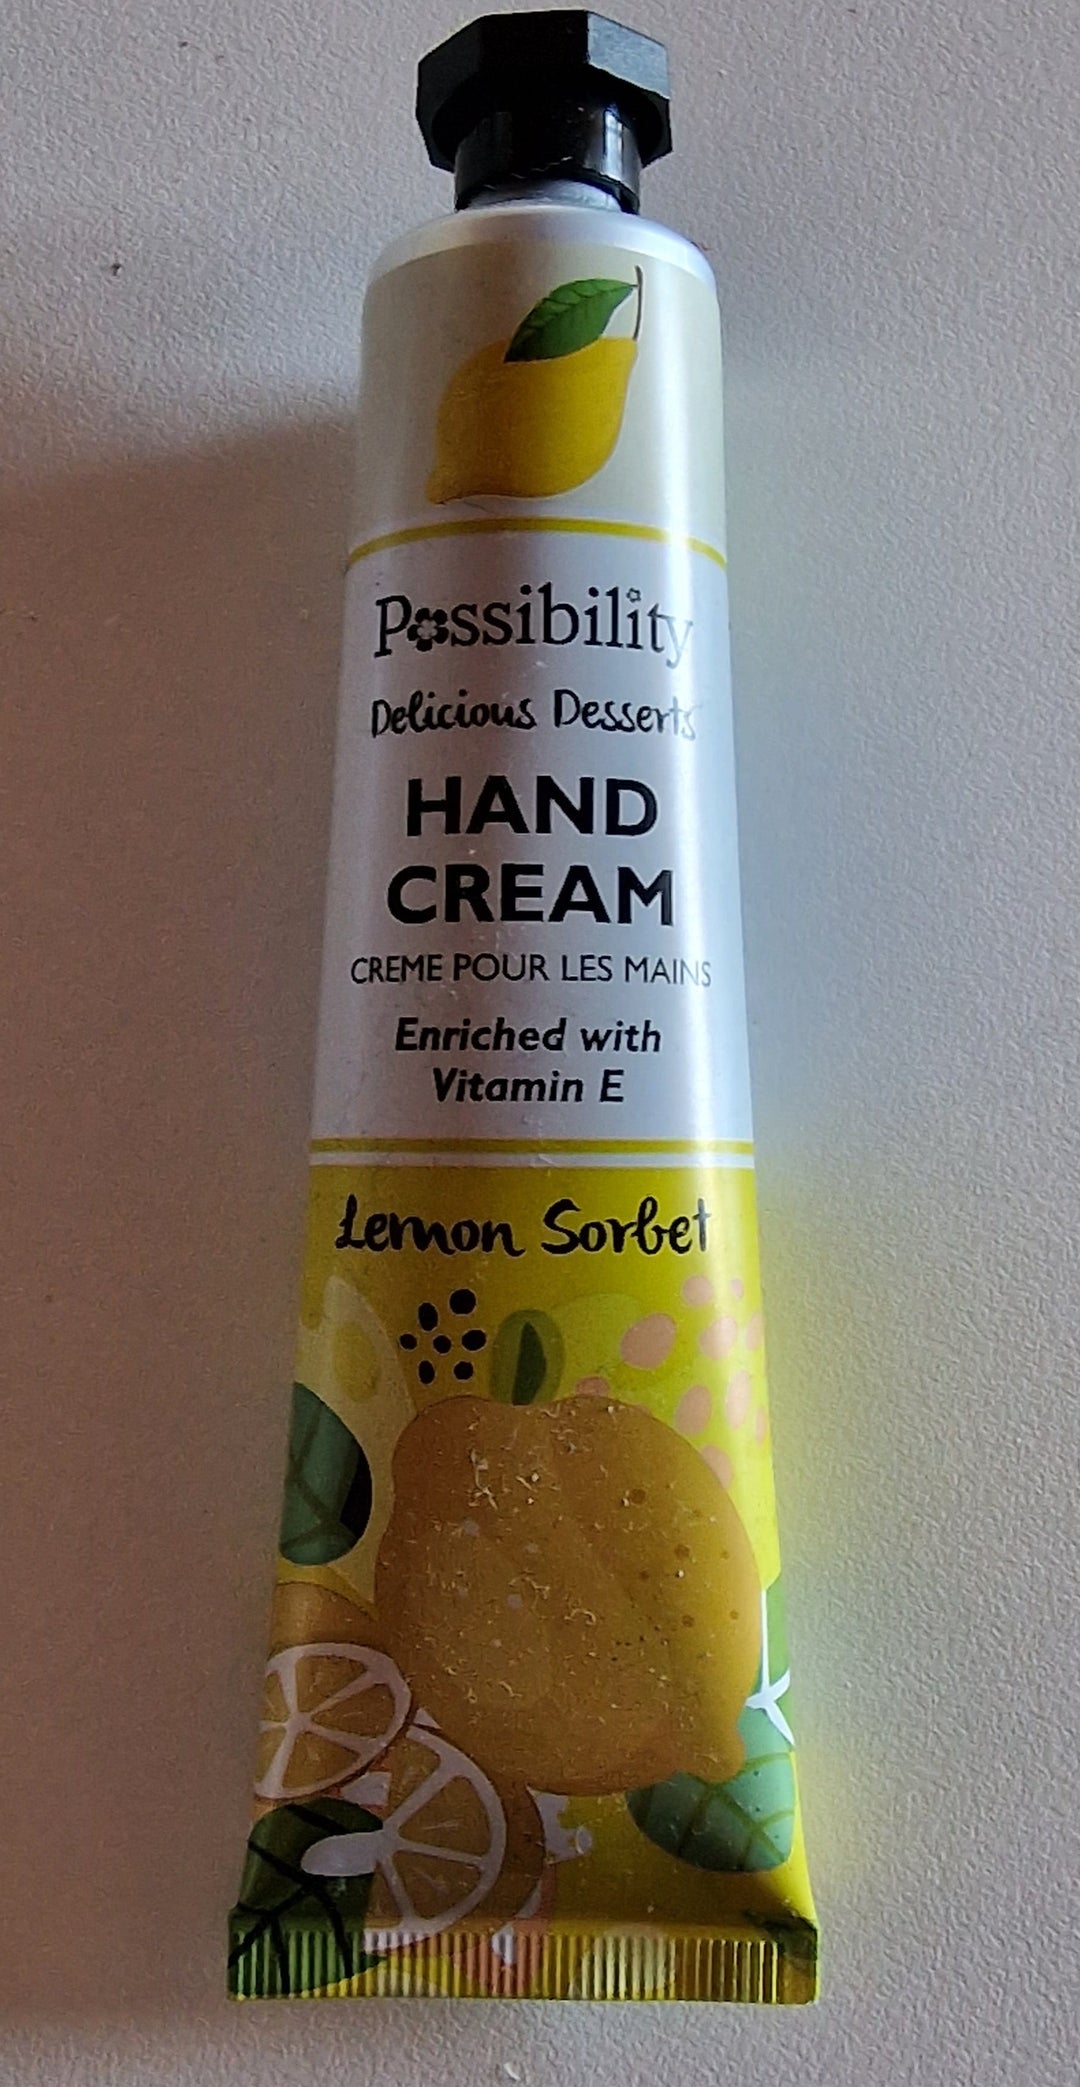 Possibility
Delicious Desserts
HAND
CREAM
CREME POUR LES MAINS
Enriched with
Vitamin E
Lemon Sorbet